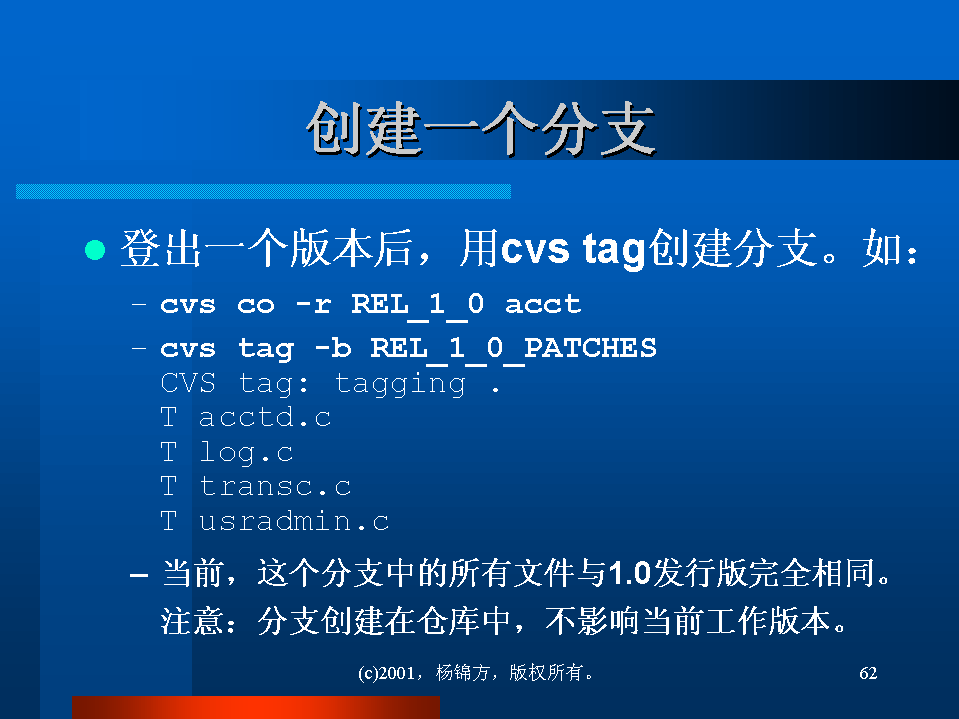 创建一个分支
登出一个版本后，用cvs tag创建分支。如：
– cvs co -r REL_1_0 acct
– cvs tag -b REL_1_0_PATCHES
CVS tag: tagging .
T acctd.c
T log.c
T transc.c
T usradmin.c
– 当前，这个分支中的所有文件与1.0发行版完全相同。
注意：分支创建在仓库中，不影响当前工作版本。
(c)2001，杨锦方，版权所有。
62